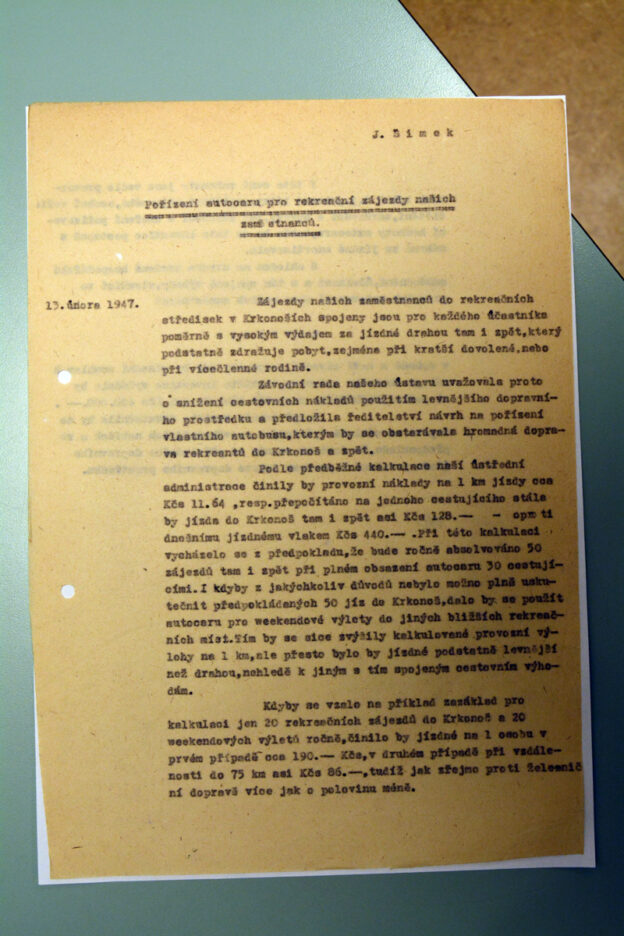 J. Šimek
Pořízení autocaru pro rekreační zájezdy našich
zaměstnanců.
13.února 1947.
Zájezdy našich zaměstnanců do rekreačních
středisek v Krkonoších spojeny jsou pro každého účastníka
poměrně s vysokým výdajem za jízdné drahou tam i zpět,který
podstatně zdražuje pobyt,zejména při kratší dovolené,nebo
při vícečlenné rodině.
Závodní rada našeho ústavu uvažovala proto
o snížení cestovních nákladů použitím levnějšího dopravní-
ho prostředku a předložila ředitelství návrh na pořízení
vlastního autobusu,kterým by se obstarávala hromadná dopra-
va rekreantů do Krkonoš a zpět.
Podle předběžné kalkulace naší ústřední
administrace činily by provozní náklady na 1 km jízdy cca
Kčs 11.64 ,resp.přepočítáno na jednoho cestujícího stála
by jízda do Krkonoš tam i zpět asi Kčs 128.-- - oproti
dnešnímu jízdnému vlakem Kčs 440.-- .Při této kalkulaci
vycházelo se z předpokladu,že bude ročně absolvováno 50
zájezdů tam i zpět při plném obsazení autocaru 30 cestují-
cími.I kdyby z jakýchkoliv důvodů nebylo možno plně usku-
tečnit předpokládaných 50 jíz do Krkonoš,dalo by se použít
autocaru pro weekendové výlety do jiných bližších rekreač-
ních míst.Tím by se sice zvýšily kalkulované provozní vý-
lohy na 1 km,ale přesto bylo by jízdné podstatně levnější
než drahou,nehledě k jiným s tím spojeným cestovním výho-
dám.
Kdyby se vzalo na příklad zazáklad pro
kalkulaci jen 20 rekreačních zájezdů do Krkonoš a 20
weekendových výletů ročně,činilo by jízdné na 1 osobu v
prvém případě cca 190.-- Kčs,v druhém případě při vzdále-
nosti do 75 km asi Kčs 86.--,tudíž jak zřejmo proti železnič
ní dopravě více jak o polovinu méně.